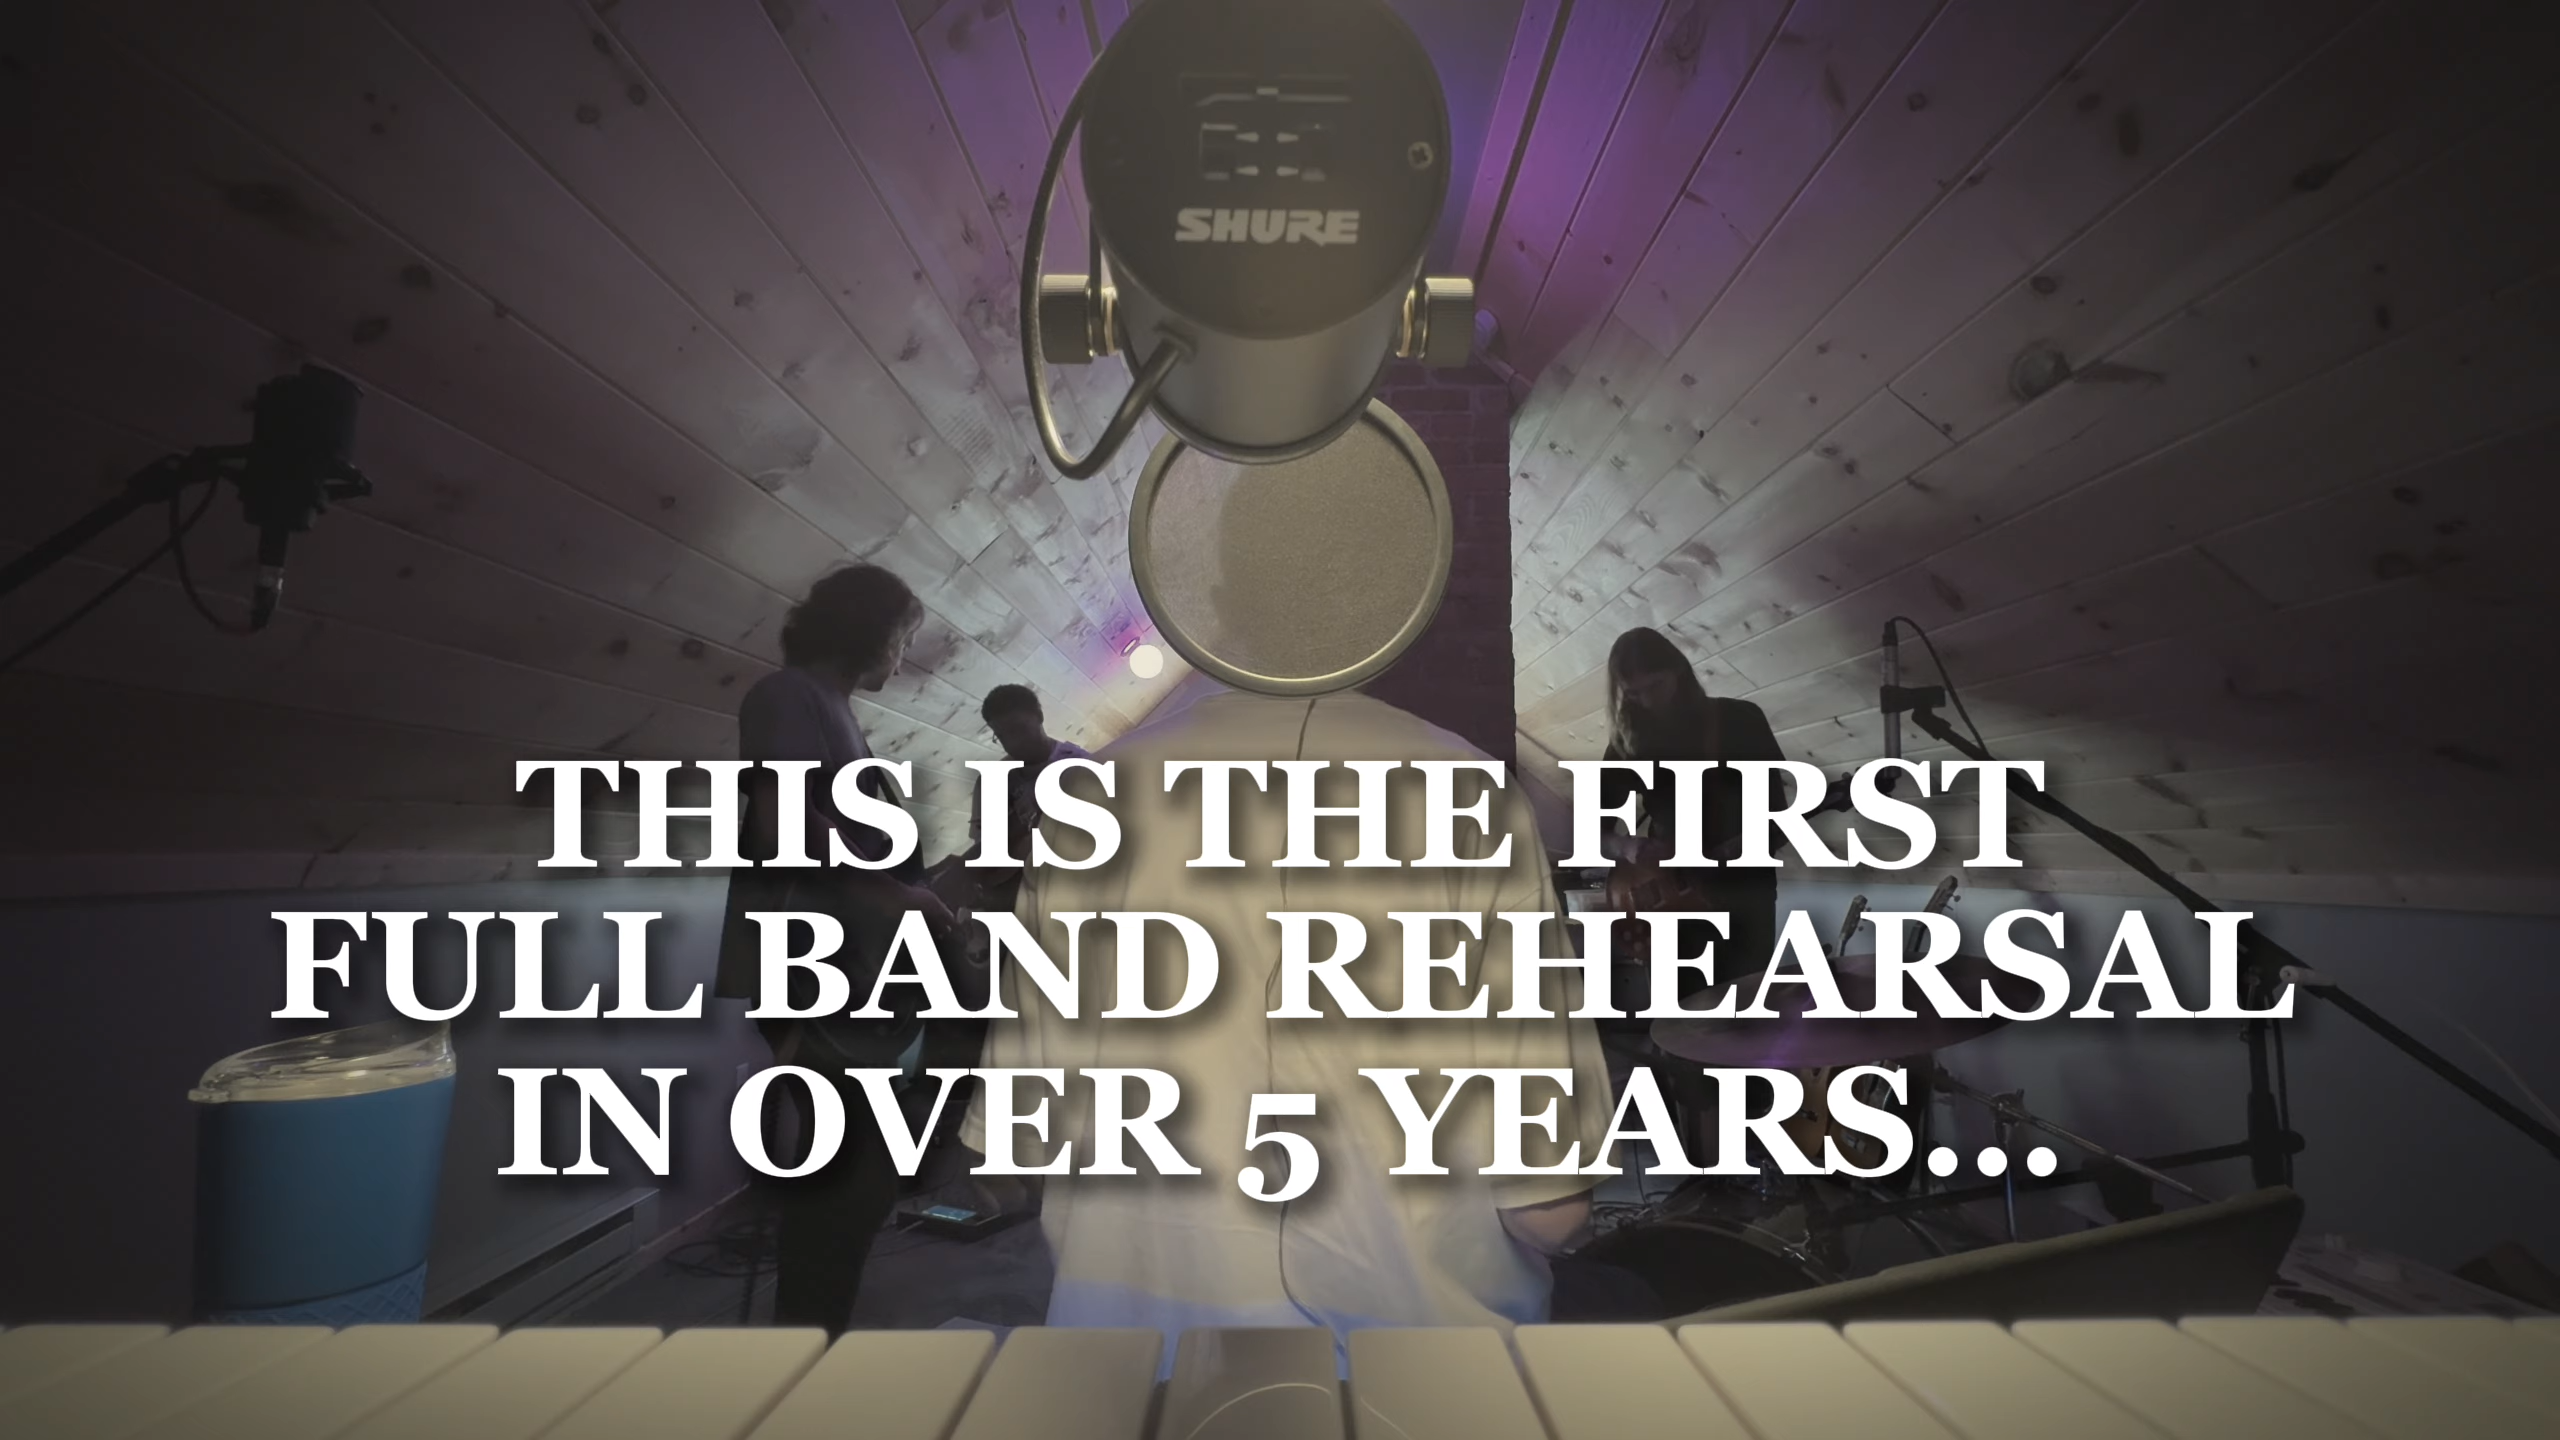 SHURE
THIS IS THE FIRST
FULL BAND REHEARSAL
IN OVER 5 YEARS...